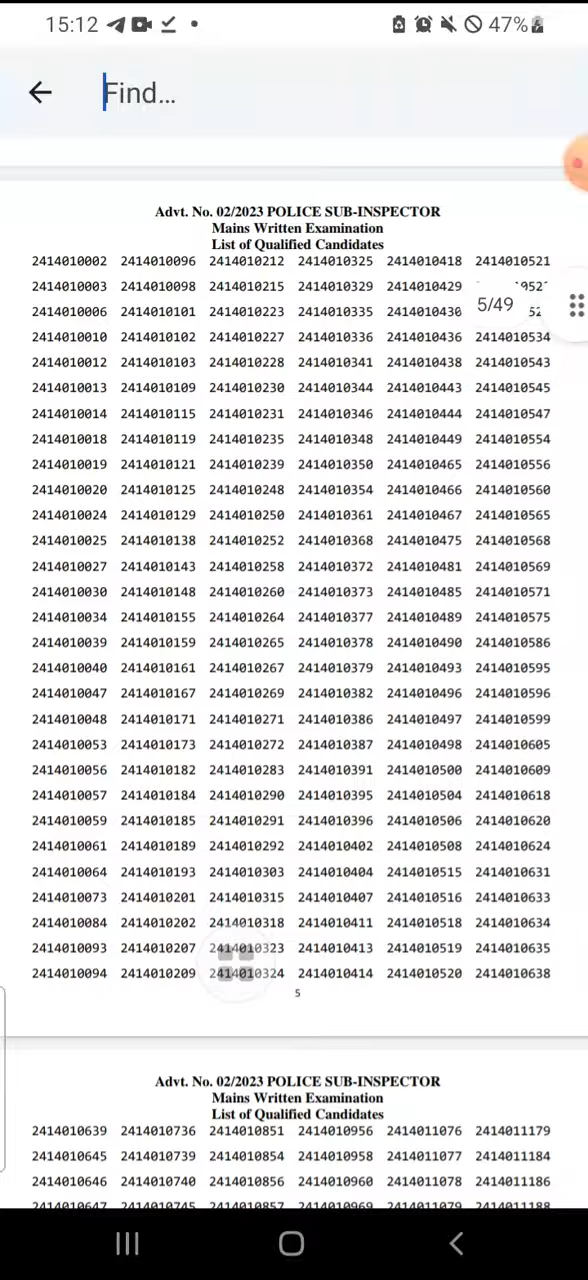 15:12 47%
Find...
Advt. No. 02/2023 POLICE SUB-INSPECTOR
Mains Written Examination
List of Qualified Candidates
2414010002 2414010096 2414010212 2414010325 2414010418 2414010521
2414010003 2414010098 2414010215 2414010329 2414010429
5/49
2414010006 2414010101 2414010223 2414010335 2414010430
2414010010 2414010102 2414010227 2414010336 2414010436 2414010534
2414010012 2414010103 2414010228 2414010341 2414010438 2414010543
2414010013 2414010109 2414010230 2414010344 2414010443 2414010545
2414010014 2414010115 2414010231 2414010346 2414010444 2414010547
2414010018 2414010119 2414010235 2414010348 2414010449 2414010554
2414010019 2414010121 2414010239 2414010350 2414010465 2414010556
2414010020 2414010125 2414010248 2414010354 2414010466 2414010560
2414010024 2414010129 2414010250 2414010361 2414010467 2414010565
2414010025 2414010138 2414010252 2414010368 2414010475 2414010568
2414010027 2414010143 2414010258 2414010372 2414010481 2414010569
2414010030 2414010148 2414010260 2414010373 2414010485 2414010571
2414010034 2414010155 2414010264 2414010377 2414010489 2414010575
2414010039 2414010159 2414010265 2414010378 2414010490 2414010586
2414010040 2414010161 2414010267 2414010379 2414010493 2414010595
2414010047 2414010167 2414010269 2414010382 2414010496 2414010596
2414010048 2414010171 2414010271 2414010386 2414010497 2414010599
2414010053 2414010173 2414010272 2414010387 2414010498 2414010605
2414010056 2414010182 2414010283 2414010391 2414010500 2414010609
2414010057 2414010184 2414010290 2414010395 2414010504 2414010618
2414010059 2414010185 2414010291 2414010396 2414010506 2414010620
2414010061 2414010189 2414010292 2414010402 2414010508 2414010624
2414010064 2414010193 2414010303 2414010404 2414010515 2414010631
2414010073 2414010201 2414010315 2414010407 2414010516 2414010633
2414010084 2414010202 2414010318 2414010411 2414010518 2414010634
2414010093 2414010207 2414010323 2414010413 2414010519 2414010635
2414010094 2414010209 2414010324 2414010414 2414010520 2414010638
5
Advt. No. 02/2023 POLICE SUB-INSPECTOR
Mains Written Examination
List of Qualified Candidates
2414010639 2414010736 2414010851 2414010956 2414011076 2414011179
2414010645 2414010739 2414010854 2414010958 2414011077 2414011184
2414010646 2414010740 2414010856 2414010960 2414011078 2414011186
2414010647 2414010745 2414010857 2414010969 2414011079 2414011188